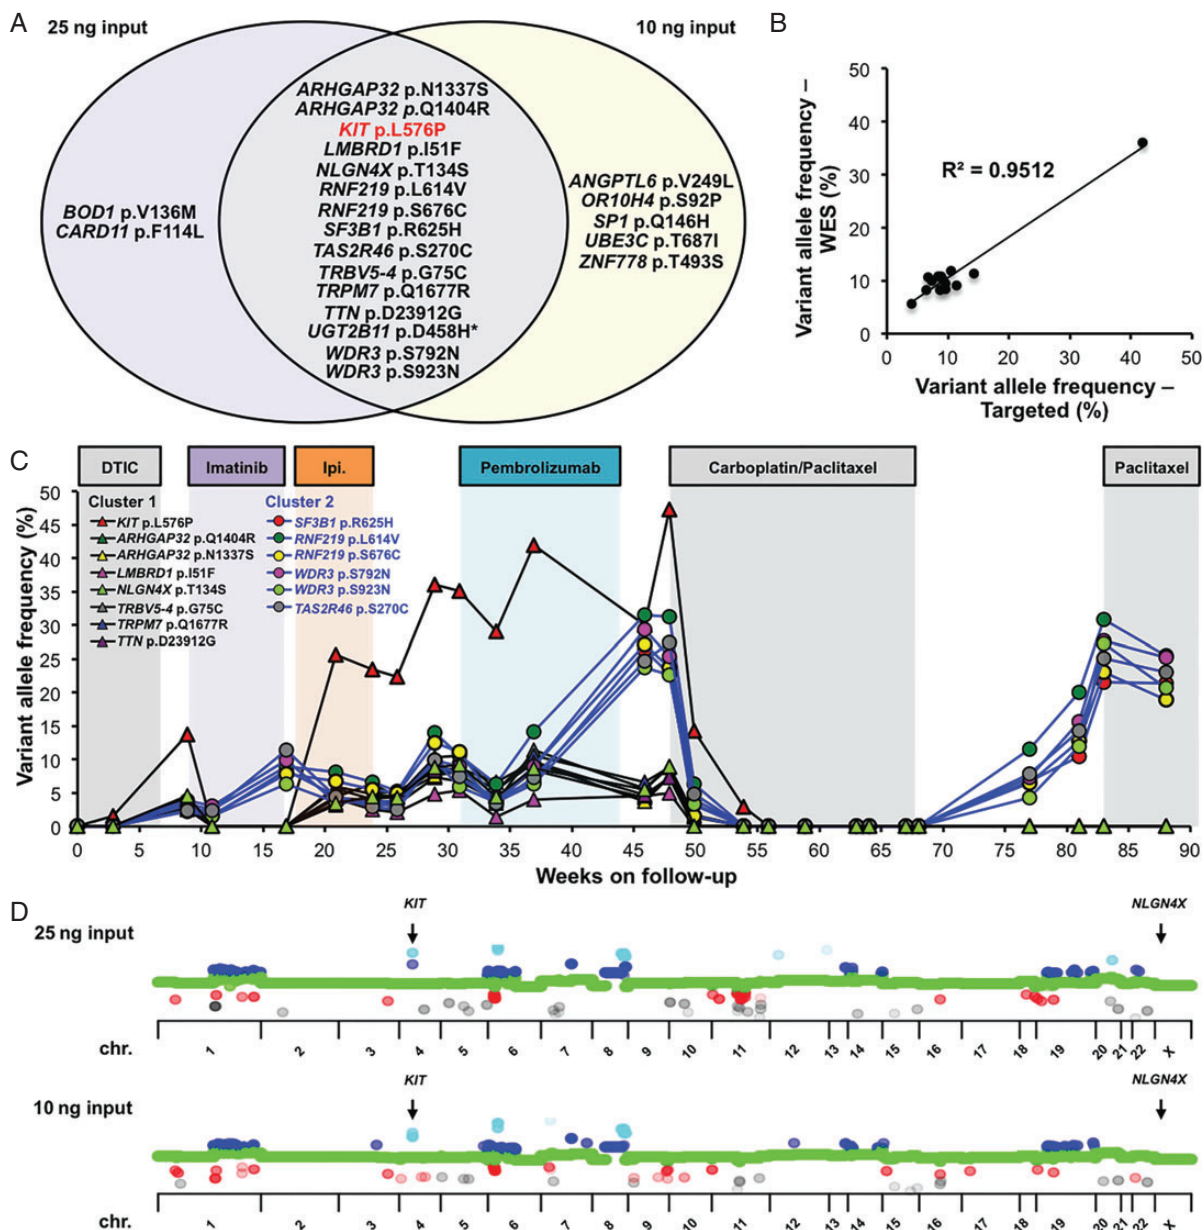 A
25 ng input
10 ng input
BOD1 p.V136M
CARD11 p.F114L
ARHGAP32 p.N1337S
ARHGAP32 p.Q1404R
KIT p.L576P
LMBRD1 p.I51F
NLGN4X p.T134S
RNF219 p.L614V
RNF219 p.S676C
SF3B1 p.R625H
TAS2R46 p.S270C
TRBV5-4 p.G75C
TRPM7 p.Q1677R
TTN p.D23912G
UGT2B11 p.D458H*
WDR3 p.S792N
WDR3 p.S923N
ANGPTL6 p.V249L
OR10H4 p.S92P
SP1 p.Q146H
UBE3C p.T687I
ZNF778 p.T493S
B
Variant allele frequency –
WES (%)
50
40
30
20
10
0
R² = 0.9512
0 10 20 30 40 50
Variant allele frequency –
Targeted (%)
C
DTIC
Imatinib
Ipi.
Pembrolizumab
Carboplatin/Paclitaxel
Paclitaxel
Variant allele frequency (%)
50
45
40
35
30
25
20
15
10
5
0
Cluster 1
KIT p.L576P
ARHGAP32 p.Q1404R
ARHGAP32 p.N1337S
LMBRD1 p.I51F
NLGN4X p.T134S
TRBV5-4 p.G75C
TRPM7 p.Q1677R
TTN p.D23912G
Cluster 2
SF3B1 p.R625H
RNF219 p.L614V
RNF219 p.S676C
WDR3 p.S792N
WDR3 p.S923N
TAS2R46 p.S270C
0 5 10 15 20 25 30 35 40 45 50 55 60 65 70 75 80 85 90
Weeks on follow-up
D
25 ng input
KIT
NLGN4X
chr. 1 2 3 4 5 6 7 8 9 10 11 12 13 14 15 16 17 18 19 20 21 22 X
10 ng input
KIT
NLGN4X
chr. 1 2 3 4 5 6 7 8 9 10 11 12 13 14 15 16 17 18 19 20 21 22 X